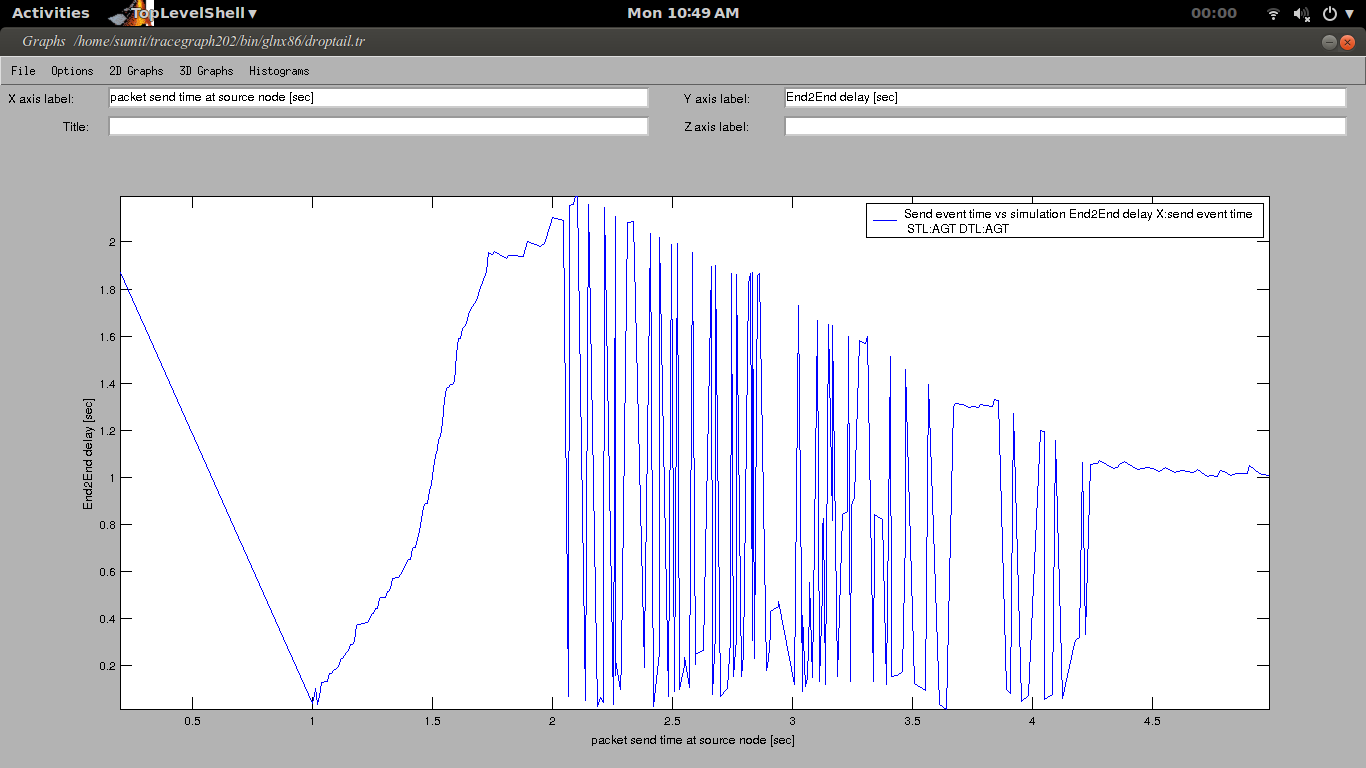 Activities TopLevelShell ▾ Mon 10:49 AM 00:00
Graphs /home/sumit/tracegraph202/bin/glnx86/droptail.tr
File Options 2D Graphs 3D Graphs Histograms
X axis label: packet send time at source node [sec] Y axis label: End2End delay [sec]
Title: Z axis label:
Send event time vs simulation End2End delay X:send event time
STL:AGT DTL:AGT
End2End delay [sec]
2
1.8
1.6
1.4
1.2
1
0.8
0.6
0.4
0.2
0.5 1 1.5 2 2.5 3 3.5 4 4.5
packet send time at source node [sec]